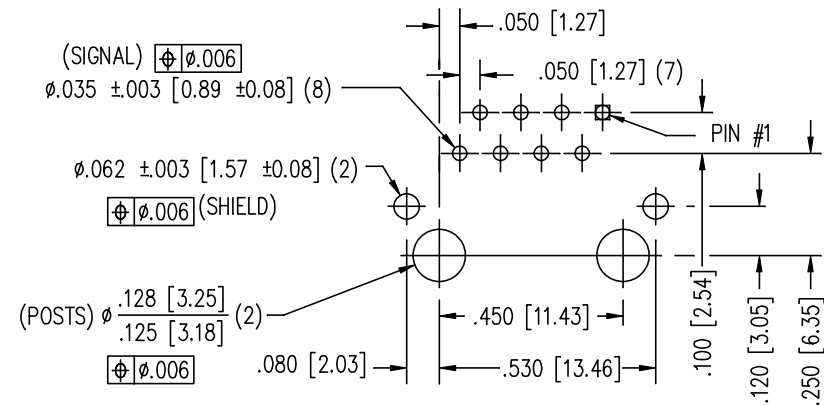 .050 [1.27]
(SIGNAL) ⌖ ⌀.006
⌀.035 ±.003 [0.89 ±0.08] (8)
.050 [1.27] (7)
PIN #1
⌀.062 ±.003 [1.57 ±0.08] (2)
⌖ ⌀.006 (SHIELD)
(POSTS) ⌀ .128 [3.25]
.125 [3.18] (2)
⌖ ⌀.006
.450 [11.43]
.080 [2.03]
.530 [13.46]
.100 [2.54]
.120 [3.05]
.250 [6.35]